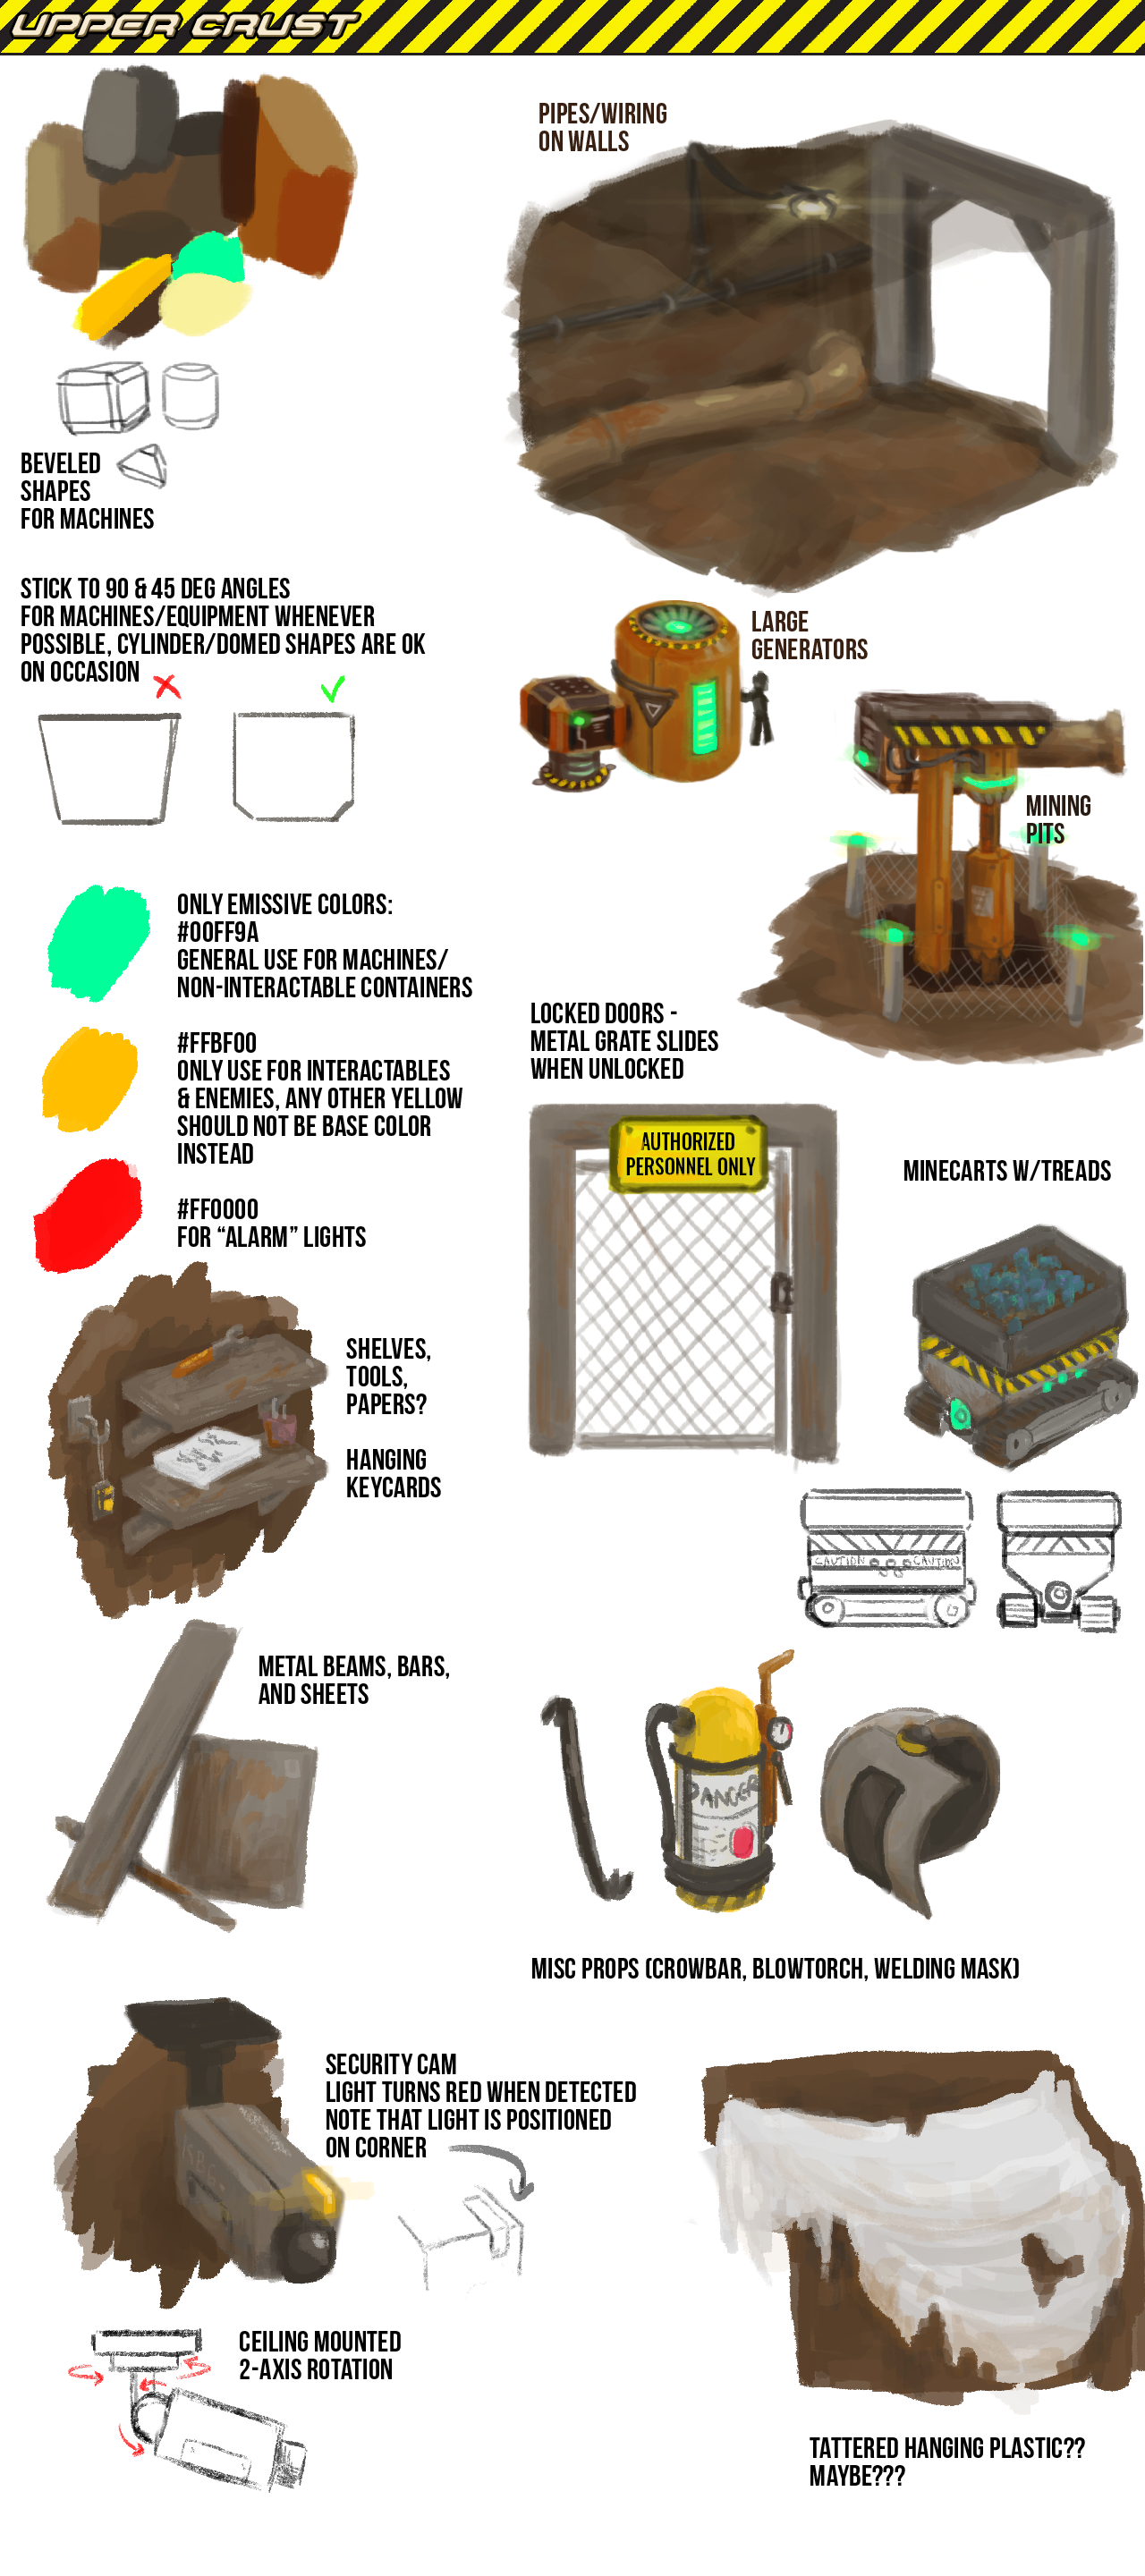 UPPER CRUST
PIPES/WIRING
ON WALLS
BEVELED
SHAPES
FOR MACHINES
STICK TO 90 & 45 DEG ANGLES
FOR MACHINES/EQUIPMENT WHENEVER
POSSIBLE, CYLINDER/DOMED SHAPES ARE OK
ON OCCASION
LARGE
GENERATORS
MINING
PITS
ONLY EMISSIVE COLORS:
#00FF9A
GENERAL USE FOR MACHINES/
NON-INTERACTABLE CONTAINERS
#FFBF00
ONLY USE FOR INTERACTABLES
& ENEMIES, ANY OTHER YELLOW
SHOULD NOT BE BASE COLOR
INSTEAD
#FF0000
FOR “ALARM” LIGHTS
LOCKED DOORS -
METAL GRATE SLIDES
WHEN UNLOCKED
AUTHORIZED
PERSONNEL ONLY
MINECARTS W/TREADS
CAUTION CAUTION
SHELVES,
TOOLS,
PAPERS?
HANGING
KEYCARDS
METAL BEAMS, BARS,
AND SHEETS
DANGER
MISC PROPS (CROWBAR, BLOWTORCH, WELDING MASK)
SECURITY CAM
LIGHT TURNS RED WHEN DETECTED
NOTE THAT LIGHT IS POSITIONED
ON CORNER
CEILING MOUNTED
2-AXIS ROTATION
TATTERED HANGING PLASTIC??
MAYBE???